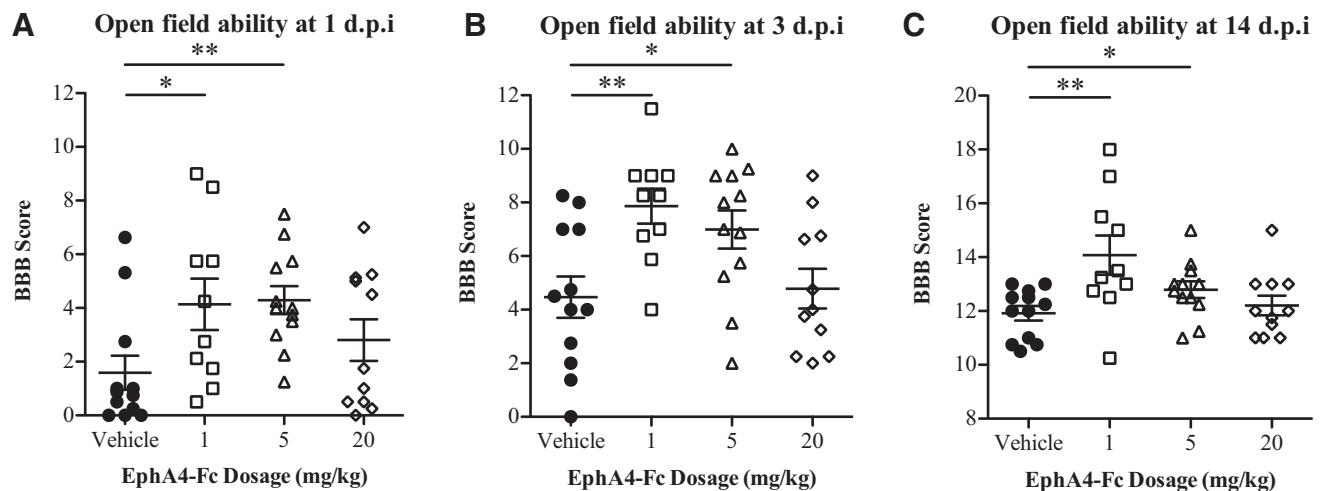 A Open field ability at 1 d.p.i
**
*
12
10
8
6
4
2
0
BBB Score
Vehicle 1 5 20
EphA4-Fc Dosage (mg/kg)
B Open field ability at 3 d.p.i
*
**
12
10
8
6
4
2
0
BBB Score
Vehicle 1 5 20
EphA4-Fc Dosage (mg/kg)
C Open field ability at 14 d.p.i
*
**
20
18
16
14
12
10
8
BBB Score
Vehicle 1 5 20
EphA4-Fc Dosage (mg/kg)